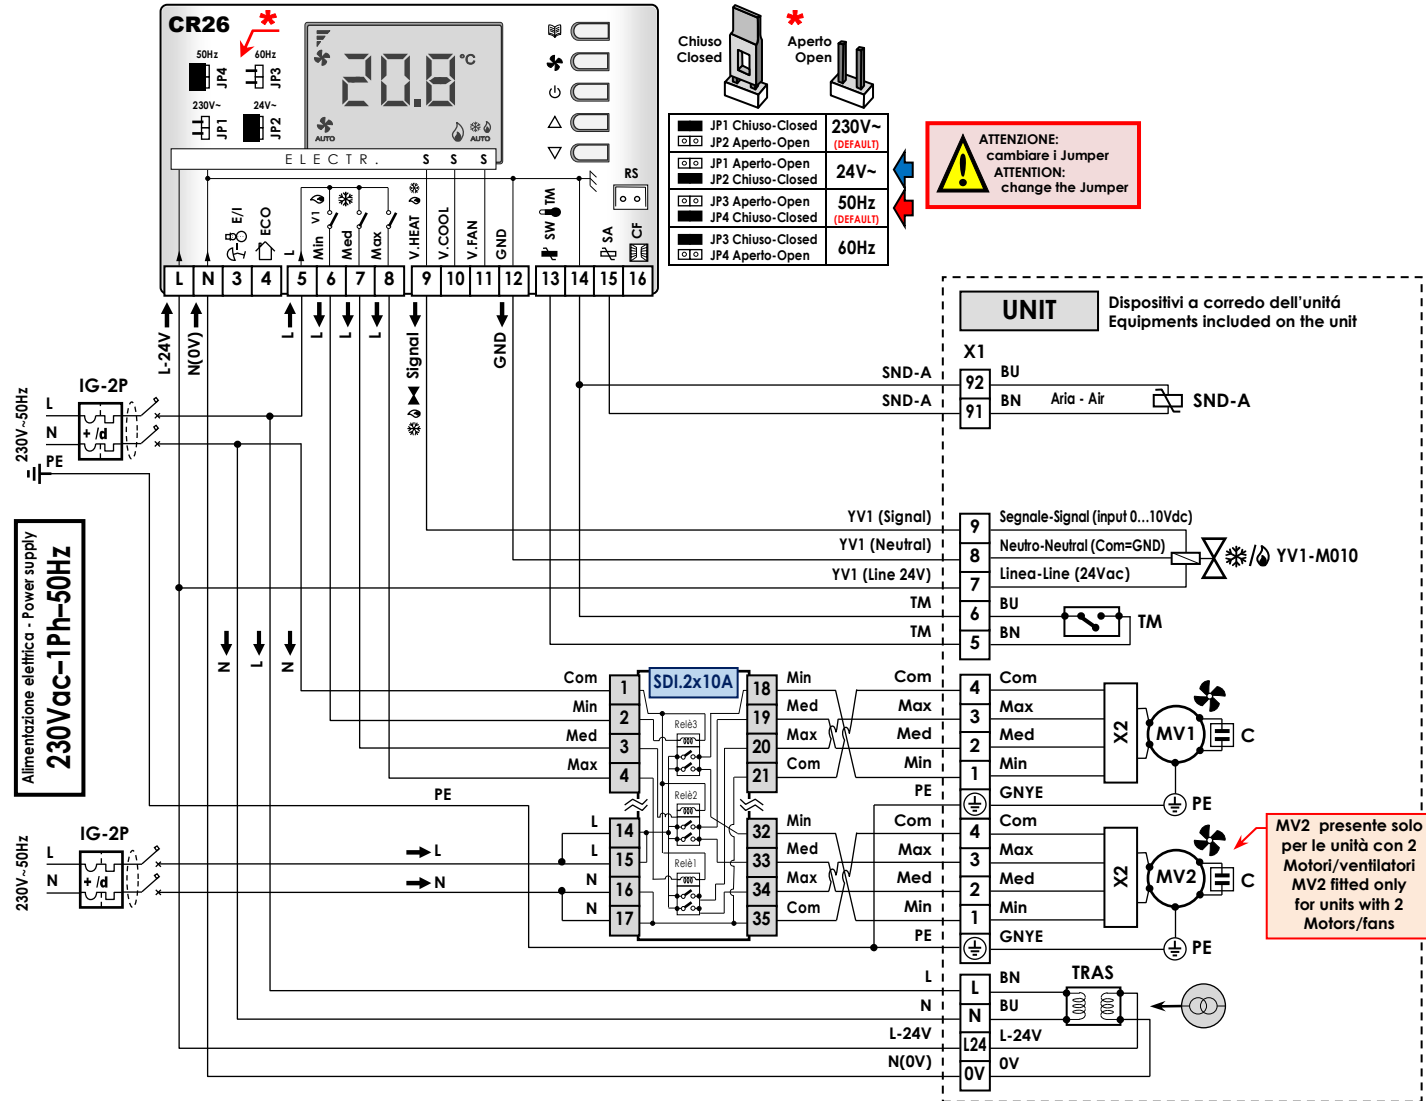 CR26
*
50Hz
JP4
60Hz
JP3
230V~
JP1
24V~
JP2
20.8 °C
AUTO
AUTO
ELECTR. S S S
RS
E/I
ECO
L
Min V1
Med
Max
V.HEAT
V.COOL
V.FAN
GND
SW TM
SA
CF
L N 3 4 5 6 7 8 9 10 11 12 13 14 15 16
Chiuso
Closed
*
Aperto
Open
JP1 Chiuso-Closed
JP2 Aperto-Open
230V~
(DEFAULT)
JP1 Aperto-Open
JP2 Chiuso-Closed
24V~
JP3 Aperto-Open
JP4 Chiuso-Closed
50Hz
(DEFAULT)
JP3 Chiuso-Closed
JP4 Aperto-Open
60Hz
ATTENZIONE:
cambiare i Jumper
ATTENTION:
change the Jumper
L-24V
N(0V)
L
L
L
L
Signal
GND
UNIT
Dispositivi a corredo dell'unitá
Equipments included on the unit
X1
SND-A 92 BU
SND-A 91 BN
Aria - Air
SND-A
IG-2P
230V~50Hz
L
N
+ /d
PE
Alimentazione elettrica - Power supply
230Vac–1Ph–50Hz
YV1 (Signal) 9 Segnale-Signal (input 0...10Vdc)
YV1 (Neutral) 8 Neutro-Neutral (Com=GND)
YV1 (Line 24V) 7 Linea-Line (24Vac)
YV1-M010
TM 6 BU
TM 5 BN
TM
N
L
N
SDI.2x10A
Com 1
Min 2
Med 3
Max 4
L 14
L 15
N 16
N 17
Relè3
Relè2
Relè1
18 Min
19 Med
20 Max
21 Com
32 Min
33 Med
34 Max
35 Com
Com 4 Com
Max 3 Max
Med 2 Med
Min 1 Min
PE GNYE
X2
MV1
C
PE
Com 4 Com
Max 3 Max
Med 2 Med
Min 1 Min
PE GNYE
X2
MV2
C
PE
MV2 presente solo
per le unità con 2
Motori/ventilatori
MV2 fitted only
for units with 2
Motors/fans
PE
IG-2P
230V~50Hz
L
N
+ /d
L
N
L L BN
N N BU
L-24V L24 L-24V
N(0V) 0V 0V
TRAS